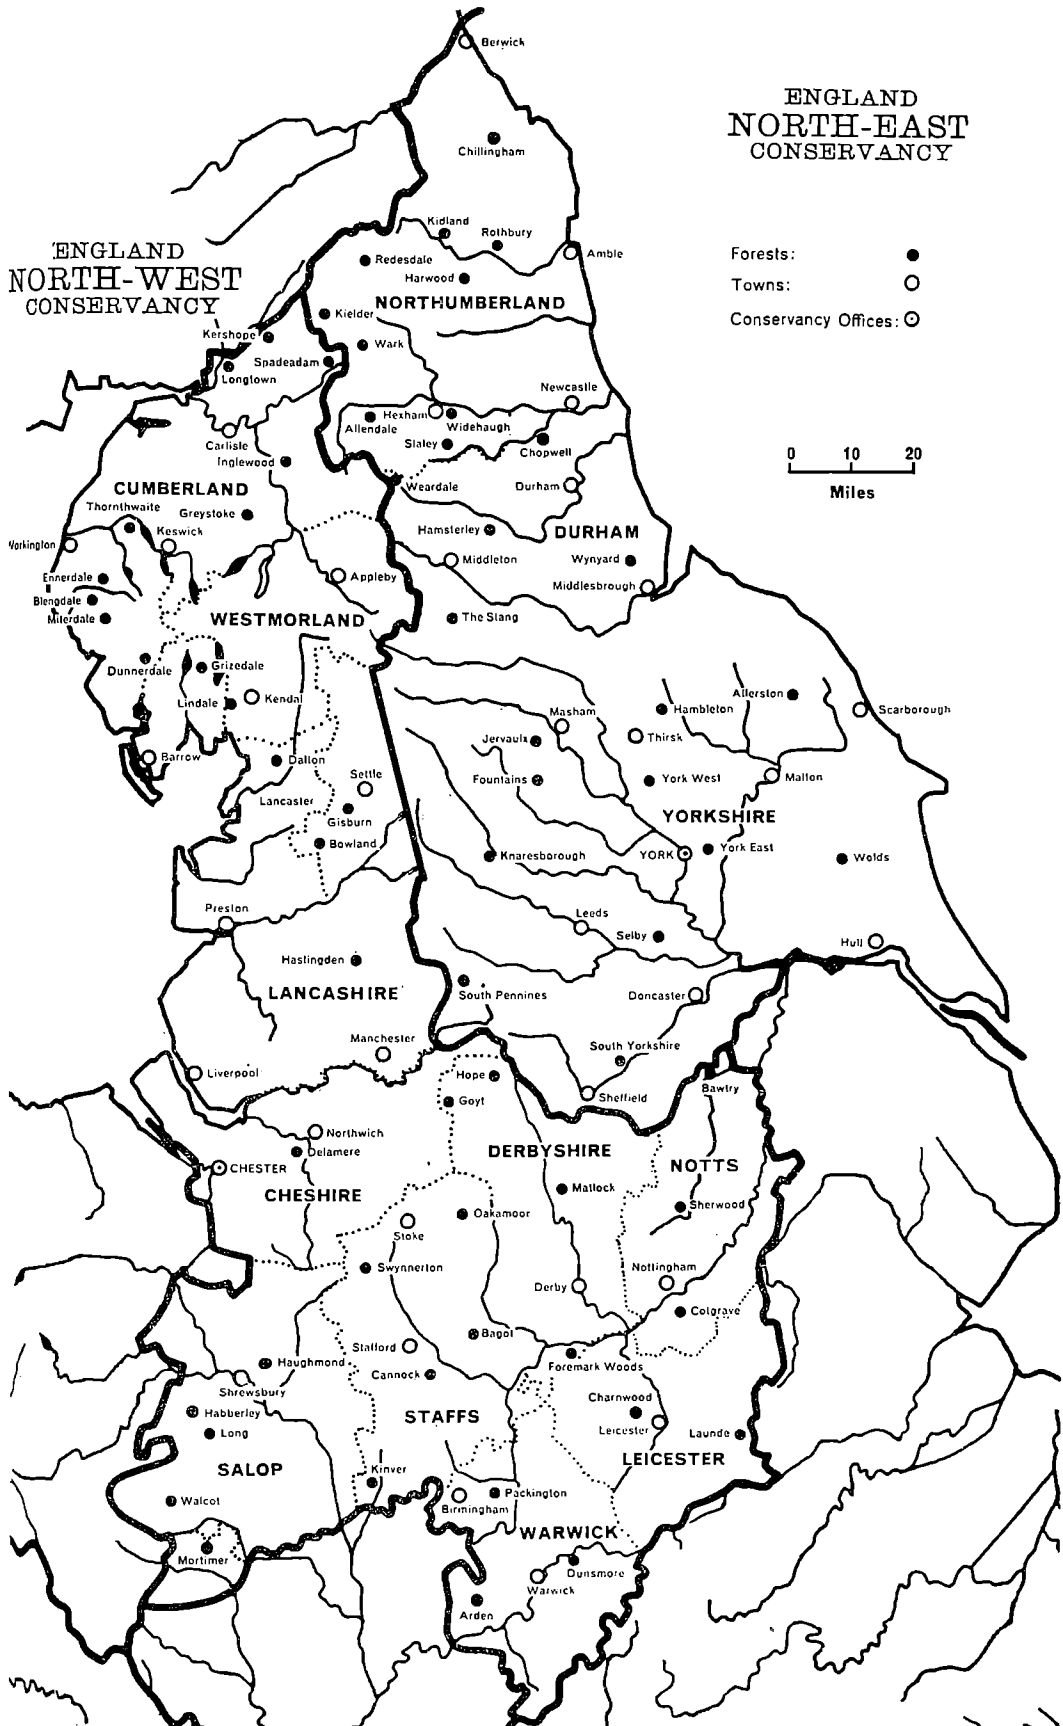 Berwick
ENGLAND
NORTH-EAST
CONSERVANCY
Chillingham
Kidland
Rothbury
ENGLAND
NORTH-WEST
CONSERVANCY
Amble
Forests:
Redesdale
Harwood
Towns:
NORTHUMBERLAND
Kielder
Conservancy Offices:
Kershope
Wark
Spadeadam
Longtown
Newcastle
Hexham
Allendale
Widehaugh
Carlisle
Slaley
Chopwell
Inglewood
0 10 20
Miles
CUMBERLAND
Weardale
Durham
Thornthwaite
Greystoke
Keswick
Hamsterley
DURHAM
Workington
Middleton
Wynyard
Ennerdale
Appleby
Middlesbrough
Blengdale
Miterdale
WESTMORLAND
The Slang
Dunnerdale
Grizedale
Allerston
Lindale
Kendal
Hambleton
Scarborough
Masham
Thirsk
Jervaulx
Barrow
Dallon
Settle
Fountains
York West
Malton
Lancaster
Gisburn
YORKSHIRE
Bowland
Knaresborough
YORK
York East
Wolds
Preston
Leeds
Selby
Hull
Haslingden
LANCASHIRE
South Pennines
Doncaster
Manchester
South Yorkshire
Liverpool
Hope
Bawtry
Goyt
Sheffield
Northwich
Delamere
DERBYSHIRE
NOTTS
CHESTER
CHESHIRE
Matlock
Sherwood
Oakamoor
Stoke
Swynnerton
Nottingham
Derby
Colgrave
Bagot
Stafford
Haughmond
Foremark Woods
Cannock
Shrewsbury
Charnwood
Habberley
STAFFS
Leicester
Long
Launde
SALOP
LEICESTER
Kinver
Walcot
Packington
Birmingham
WARWICK
Mortimer
Dunsmore
Warwick
Arden